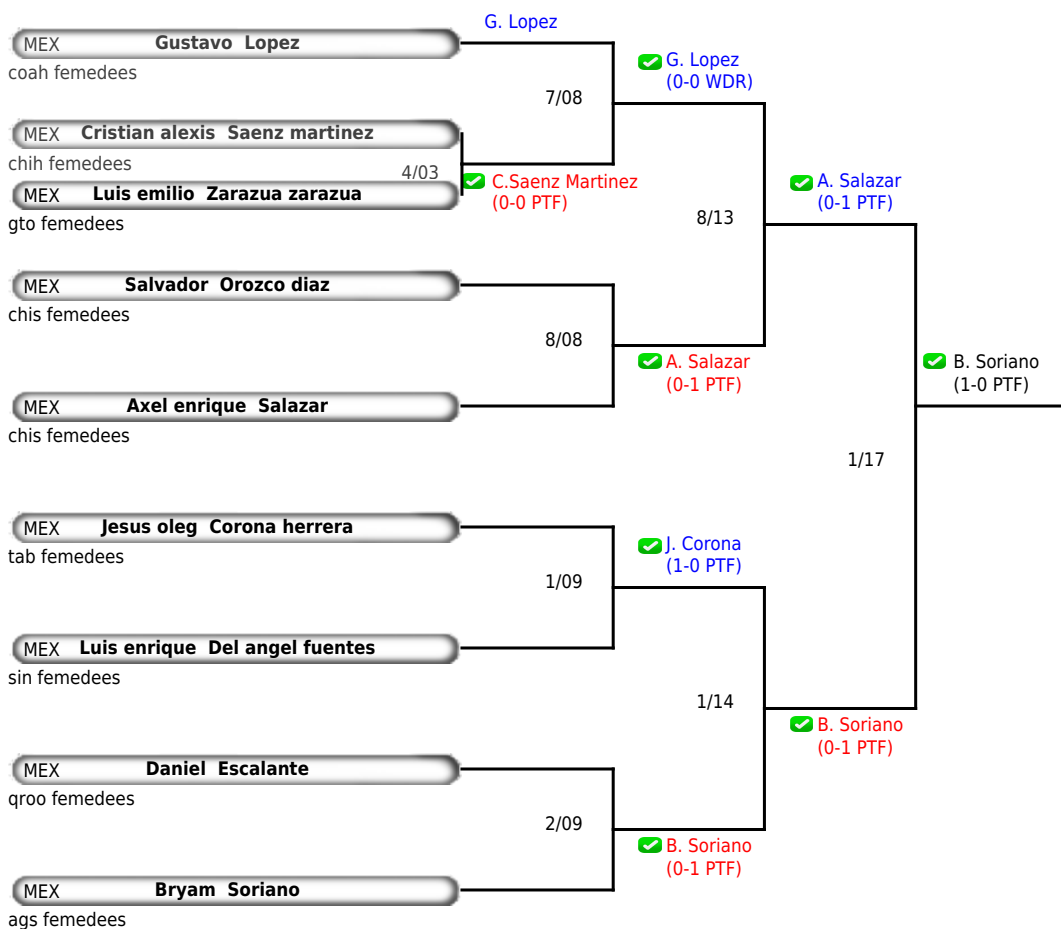 G. Lopez
MEX Gustavo Lopez
coah femedees
G. Lopez
(0-0 WDR)
7/08
MEX Cristian alexis Saenz martinez
chih femedees
4/03
C.Saenz Martinez
(0-0 PTF)
MEX Luis emilio Zarazua zarazua
gto femedees
A. Salazar
(0-1 PTF)
8/13
MEX Salvador Orozco diaz
chis femedees
8/08
A. Salazar
(0-1 PTF)
B. Soriano
(1-0 PTF)
MEX Axel enrique Salazar
chis femedees
1/17
MEX Jesus oleg Corona herrera
tab femedees
J. Corona
(1-0 PTF)
1/09
MEX Luis enrique Del angel fuentes
sin femedees
1/14
B. Soriano
(0-1 PTF)
MEX Daniel Escalante
qroo femedees
2/09
B. Soriano
(0-1 PTF)
MEX Bryam Soriano
ags femedees